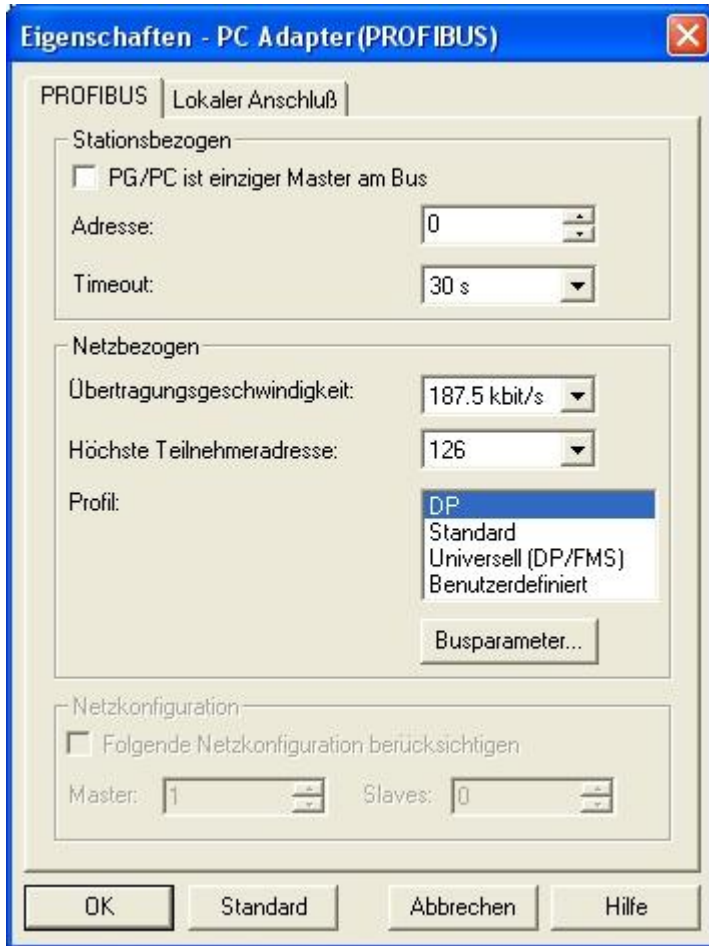 Eigenschaften - PC Adapter(PROFIBUS)
PROFIBUS Lokaler Anschluß
Stationsbezogen
PG/PC ist einziger Master am Bus
Adresse: 0
Timeout: 30 s
Netzbezogen
Übertragungsgeschwindigkeit: 187.5 kbit/s
Höchste Teilnehmeradresse: 126
Profil: DP
Standard
Universell (DP/FMS)
Benutzerdefiniert
Busparameter...
Netzkonfiguration
Folgende Netzkonfiguration berücksichtigen
Master: 1 Slaves: 0
OK Standard Abbrechen Hilfe